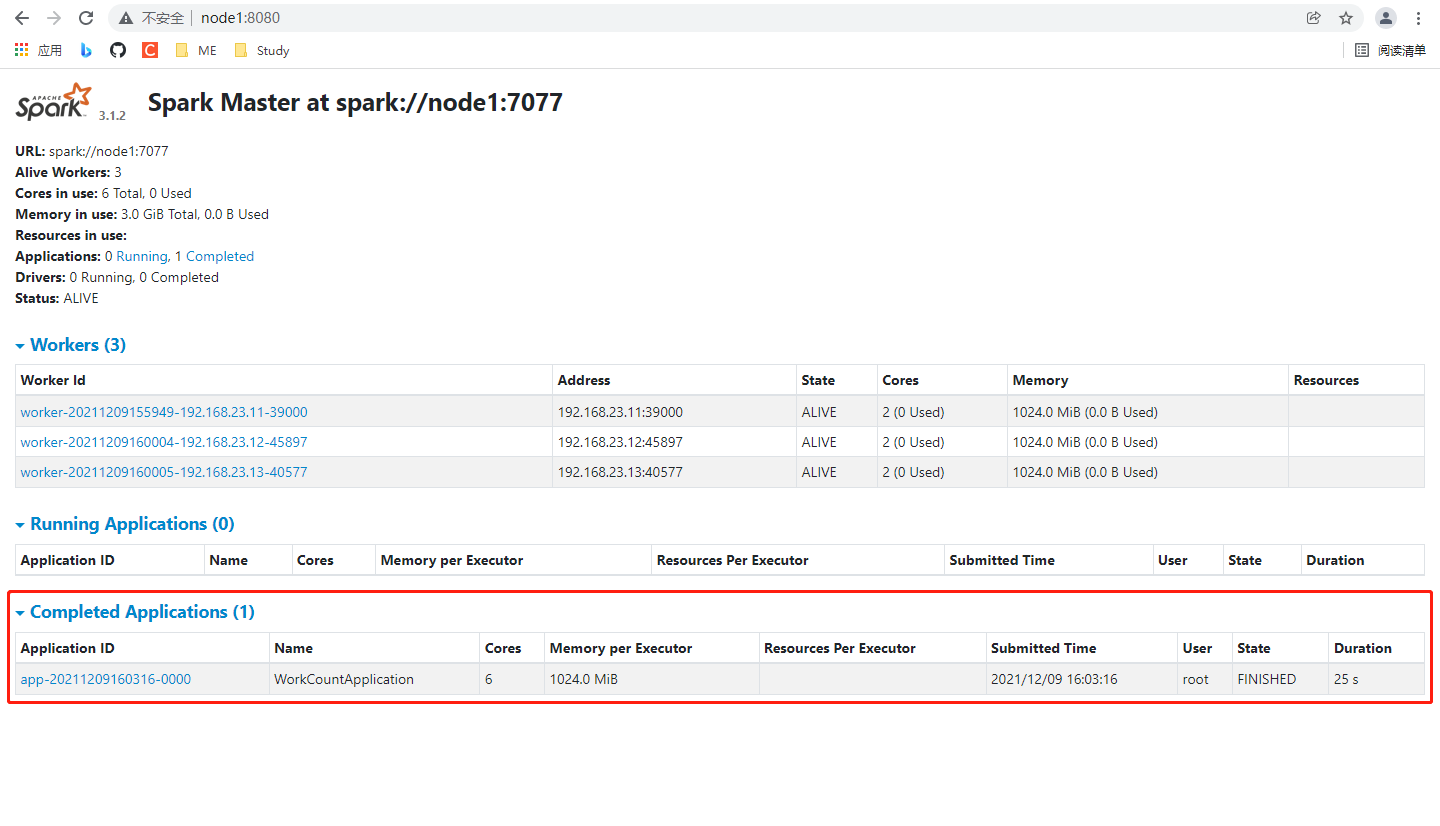 不安全 node1:8080
应用 ME Study 阅读清单
APACHE Spark 3.1.2 Spark Master at spark://node1:7077
URL: spark://node1:7077
Alive Workers: 3
Cores in use: 6 Total, 0 Used
Memory in use: 3.0 GiB Total, 0.0 B Used
Resources in use:
Applications: 0 Running, 1 Completed
Drivers: 0 Running, 0 Completed
Status: ALIVE
Workers (3)
Worker Id Address State Cores Memory Resources
worker-20211209155949-192.168.23.11-39000 192.168.23.11:39000 ALIVE 2 (0 Used) 1024.0 MiB (0.0 B Used)
worker-20211209160004-192.168.23.12-45897 192.168.23.12:45897 ALIVE 2 (0 Used) 1024.0 MiB (0.0 B Used)
worker-20211209160005-192.168.23.13-40577 192.168.23.13:40577 ALIVE 2 (0 Used) 1024.0 MiB (0.0 B Used)
Running Applications (0)
Application ID Name Cores Memory per Executor Resources Per Executor Submitted Time User State Duration
Completed Applications (1)
Application ID Name Cores Memory per Executor Resources Per Executor Submitted Time User State Duration
app-20211209160316-0000 WorkCountApplication 6 1024.0 MiB 2021/12/09 16:03:16 root FINISHED 25 s